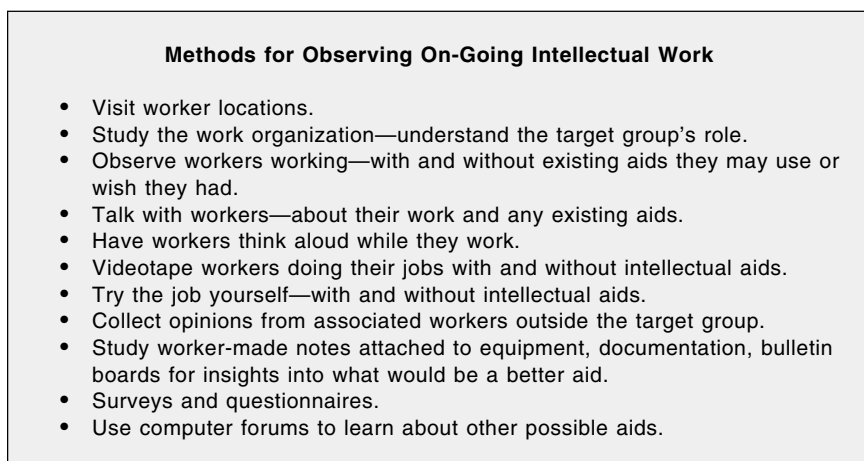 Methods for Observing On-Going Intellectual Work
• Visit worker locations.
• Study the work organization—understand the target group's role.
• Observe workers working—with and without existing aids they may use or
wish they had.
• Talk with workers—about their work and any existing aids.
• Have workers think aloud while they work.
• Videotape workers doing their jobs with and without intellectual aids.
• Try the job yourself—with and without intellectual aids.
• Collect opinions from associated workers outside the target group.
• Study worker-made notes attached to equipment, documentation, bulletin
boards for insights into what would be a better aid.
• Surveys and questionnaires.
• Use computer forums to learn about other possible aids.